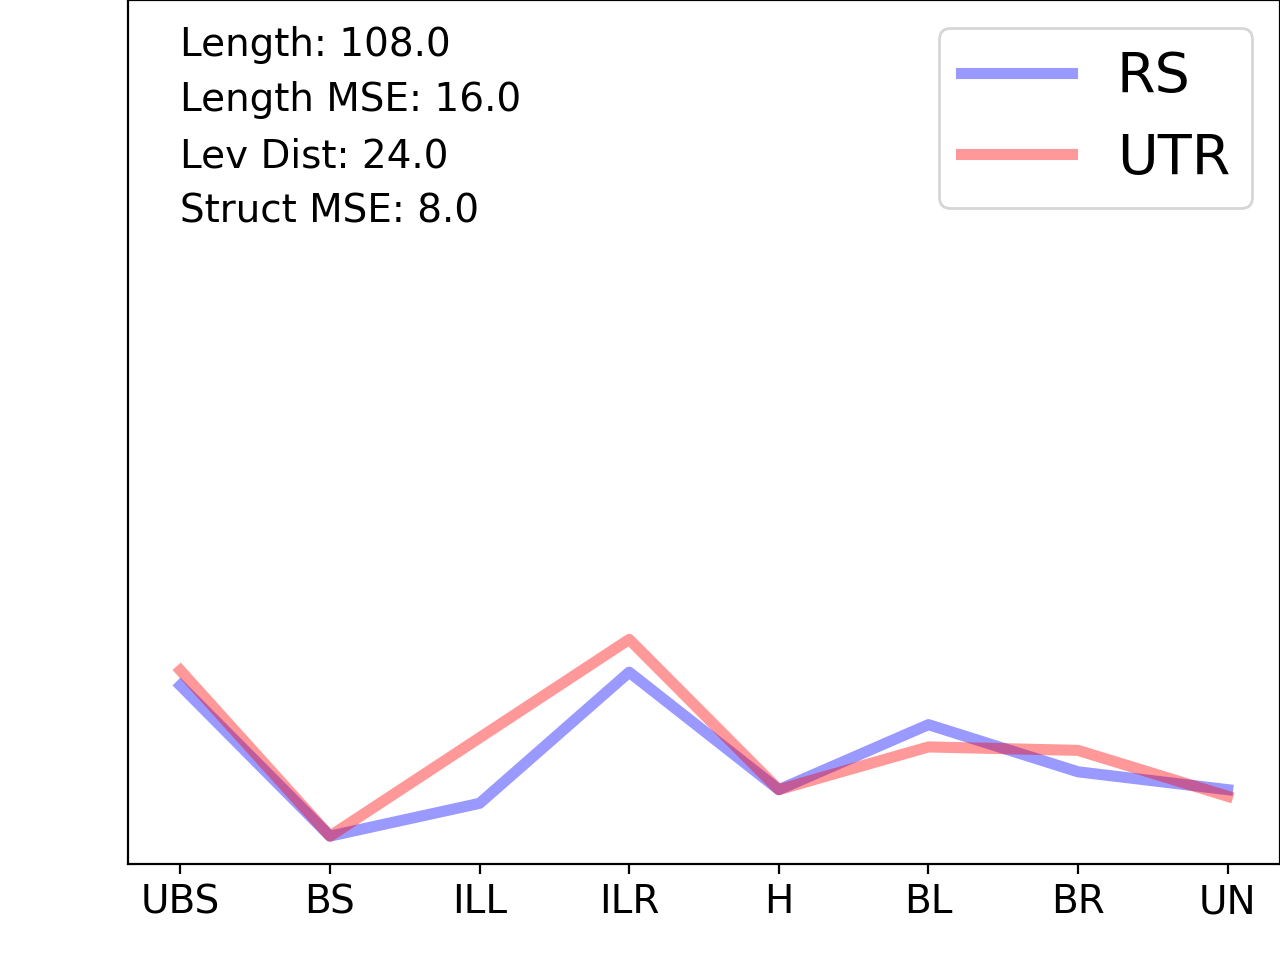 Length: 108.0
Length MSE: 16.0
Lev Dist: 24.0
Struct MSE: 8.0
RS
UTR
UBS BS ILL ILR H BL BR UN